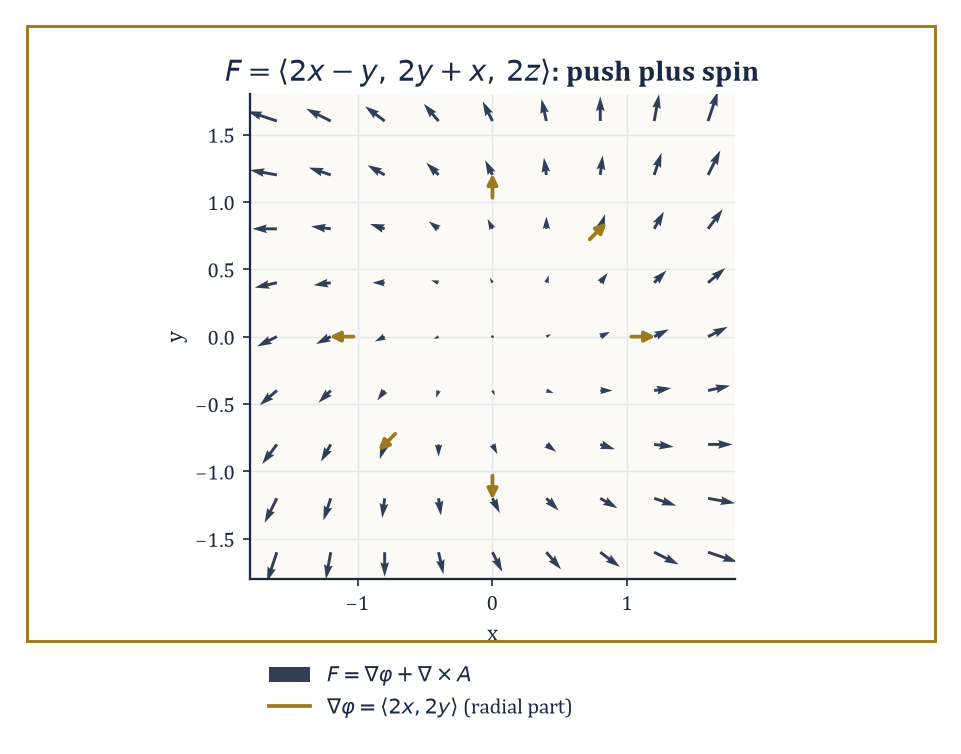 F = ⟨2x − y, 2y + x, 2z⟩: push plus spin
1.5
1.0
0.5
0.0
−0.5
−1.0
−1.5
y
−1 0 1
x
F = ∇φ + ∇ × A
∇φ = ⟨2x, 2y⟩ (radial part)